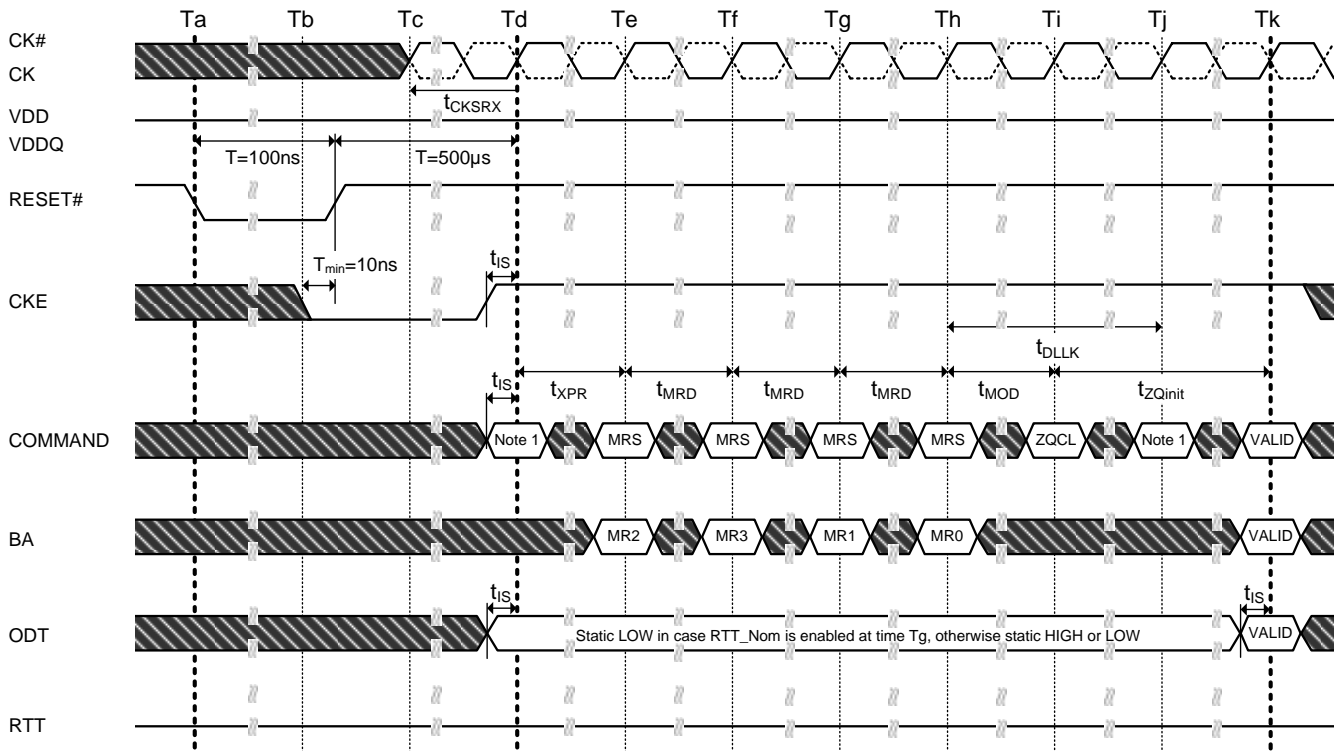 Ta Tb Tc Td Te Tf Tg Th Ti Tj Tk
CK#
CK
tCKSRX
VDD
VDDQ
T=100ns T=500µs
RESET#
Tmin=10ns tIS
CKE
tDLLK
tIS tXPR tMRD tMRD tMRD tMOD tZQinit
COMMAND Note 1 MRS MRS MRS MRS ZQCL Note 1 VALID
BA MR2 MR3 MR1 MR0 VALID
tIS tIS
ODT Static LOW in case RTT_Nom is enabled at time Tg, otherwise static HIGH or LOW VALID
RTT